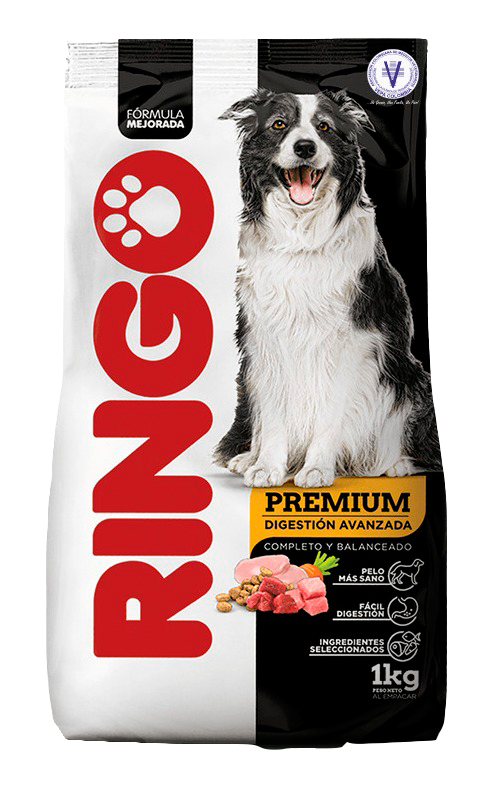 FÓRMULA
MEJORADA
RINGO
PREMIUM
DIGESTIÓN AVANZADA
COMPLETO Y BALANCEADO
PELO
MÁS SANO
FÁCIL
DIGESTIÓN
INGREDIENTES
SELECCIONADOS
1kg
PESO NETO
AL EMPACAR